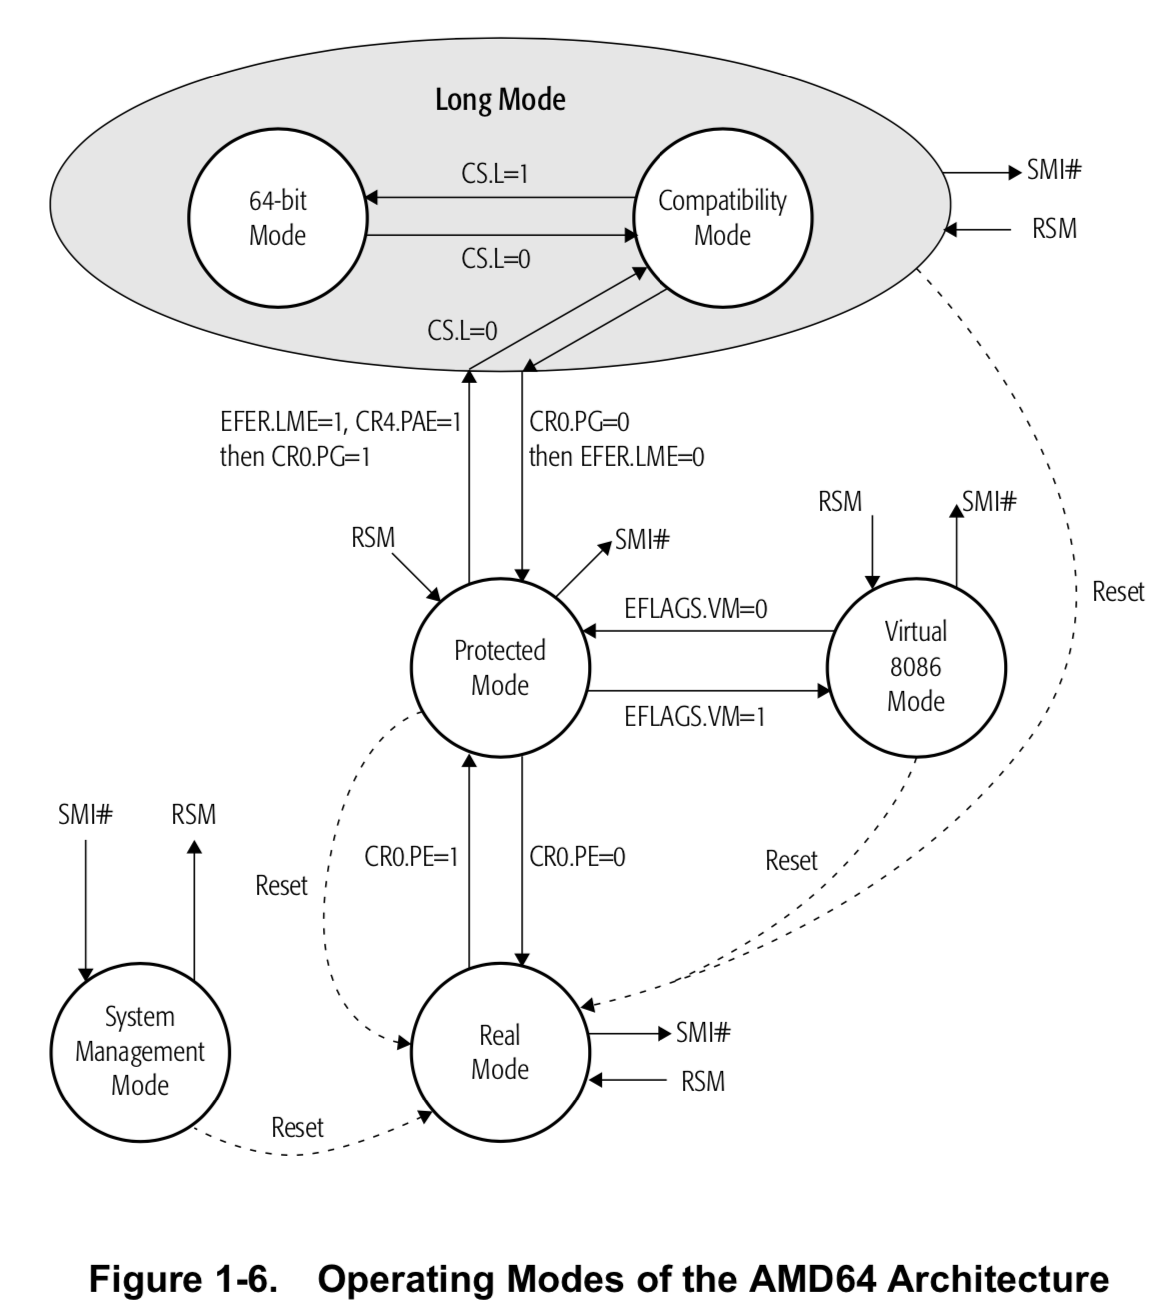 Long Mode
CS.L=1
64-bit
Mode
Compatibility
Mode
CS.L=0
CS.L=0
SMI#
RSM
EFER.LME=1, CR4.PAE=1
then CR0.PG=1
CR0.PG=0
then EFER.LME=0
RSM
SMI#
RSM
SMI#
Reset
EFLAGS.VM=0
Protected
Mode
Virtual
8086
Mode
EFLAGS.VM=1
SMI#
RSM
Reset
CR0.PE=1
CR0.PE=0
Reset
System
Management
Mode
Real
Mode
SMI#
RSM
Reset
Figure 1-6. Operating Modes of the AMD64 Architecture